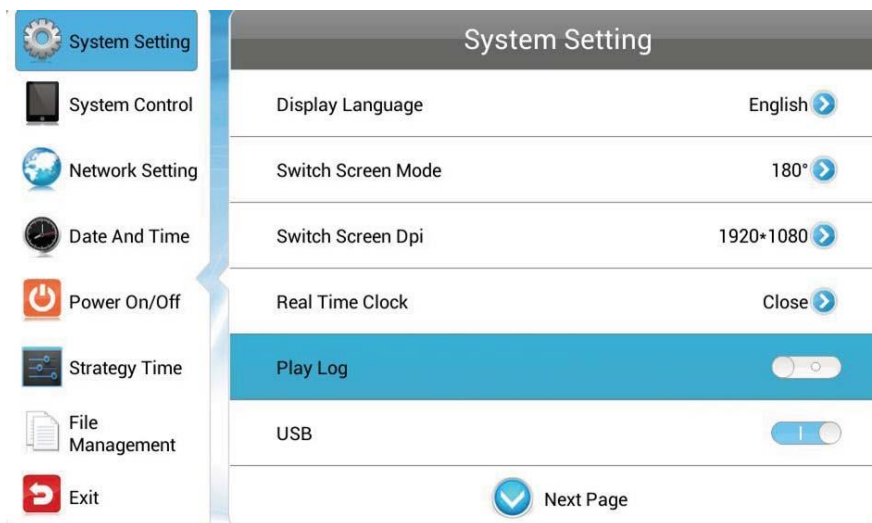 System Setting
System Control
Network Setting
Date And Time
Power On/Off
Strategy Time
File
Management
Exit
System Setting
Display Language English
Switch Screen Mode 180°
Switch Screen Dpi 1920*1080
Real Time Clock Close
Play Log
USB
Next Page